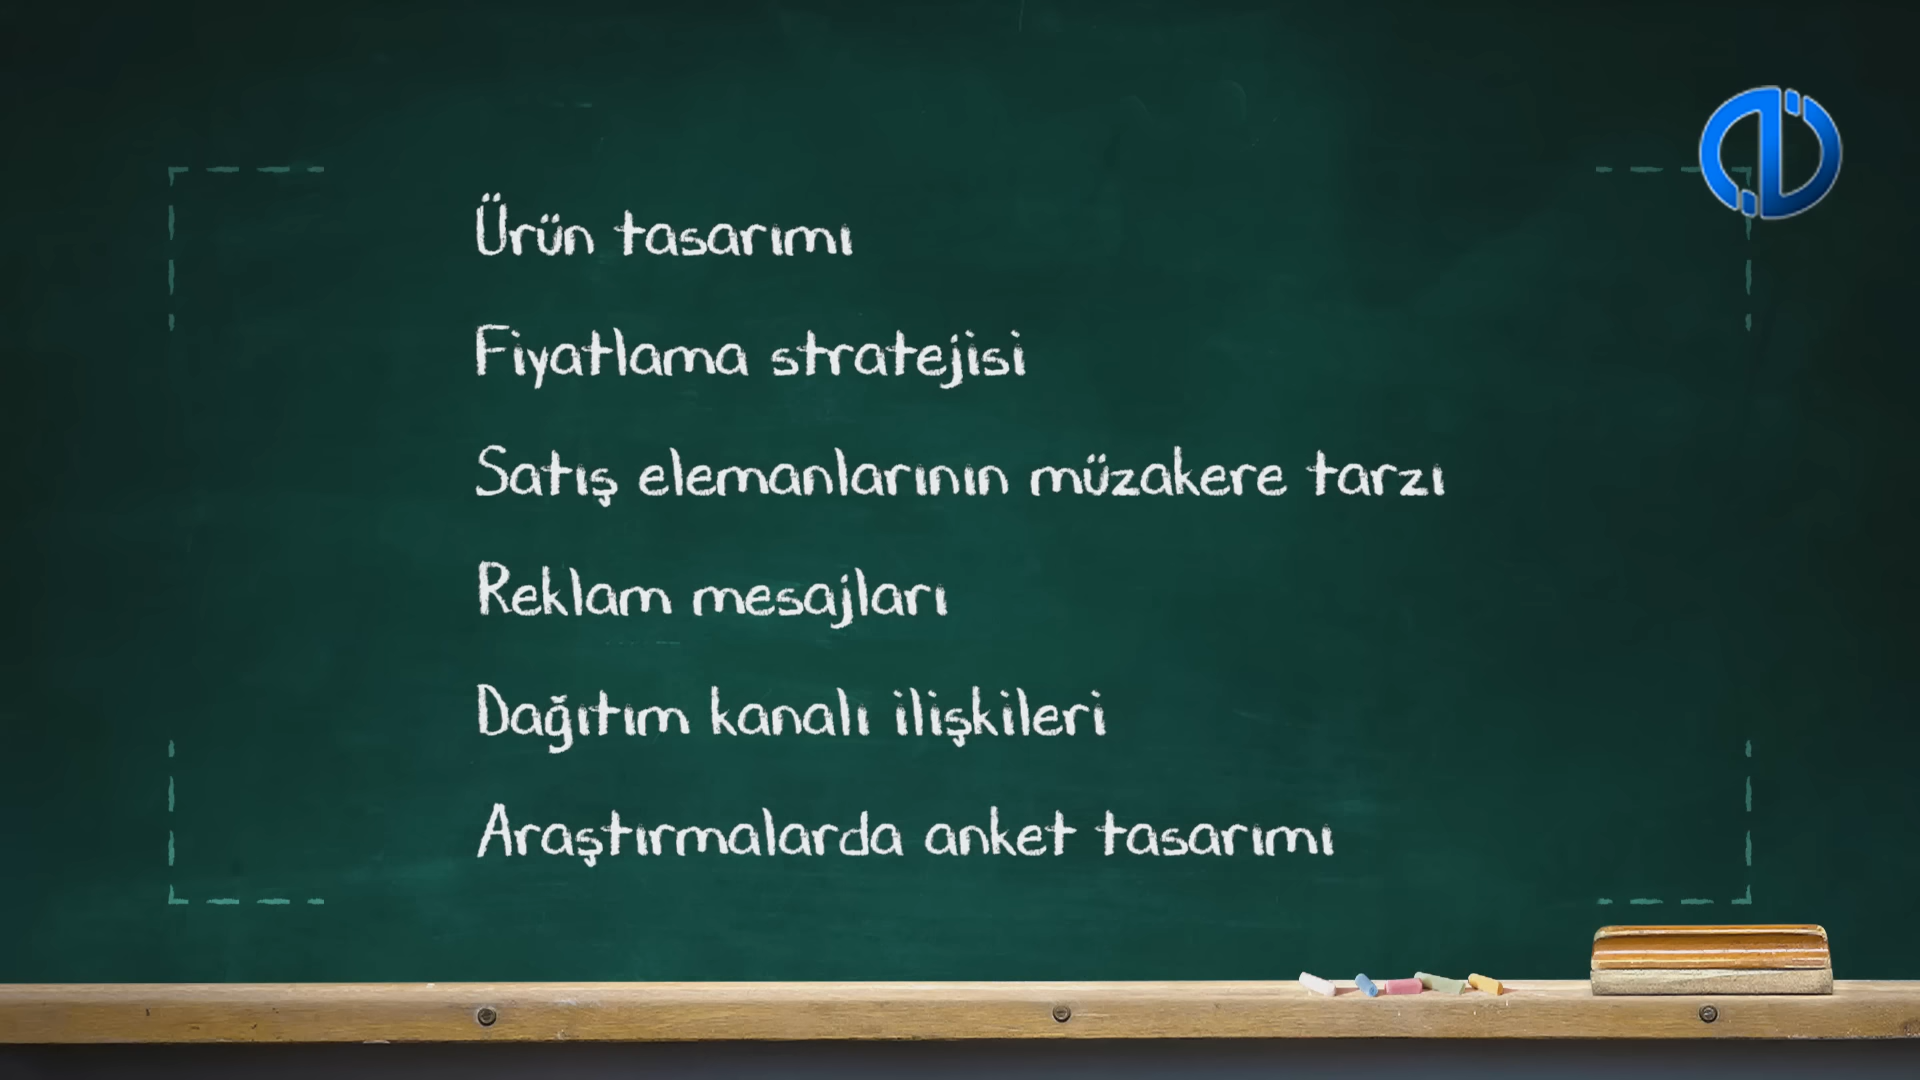 Ürün tasarımı
Fiyatlama stratejisi
Satış elemanlarının müzakere tarzı
Reklam mesajları
Dağıtım kanalı ilişkileri
Araştırmalarda anket tasarımı